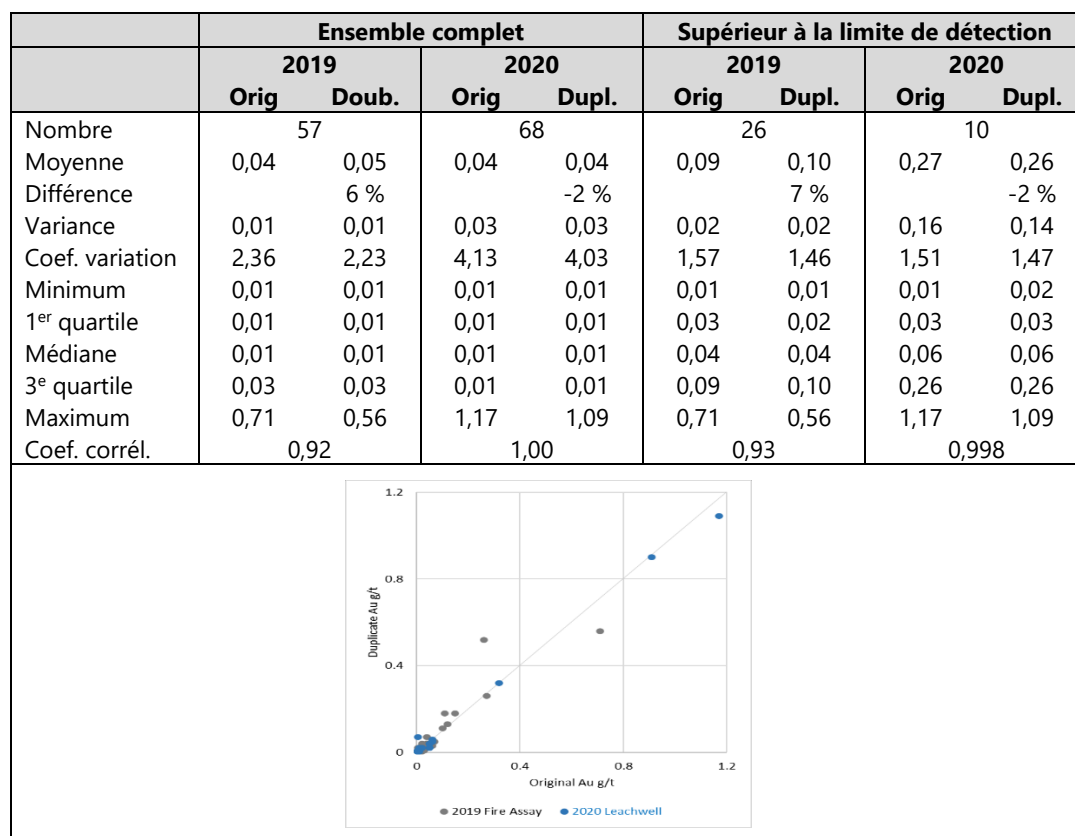 Ensemble complet Supérieur à la limite de détection
2019 2020 2019 2020
Orig Doub. Orig Dupl. Orig Dupl. Orig Dupl.
Nombre 57 68 26 10
Moyenne 0,04 0,05 0,04 0,04 0,09 0,10 0,27 0,26
Différence 6 % -2 % 7 % -2 %
Variance 0,01 0,01 0,03 0,03 0,02 0,02 0,16 0,14
Coef. variation 2,36 2,23 4,13 4,03 1,57 1,46 1,51 1,47
Minimum 0,01 0,01 0,01 0,01 0,01 0,01 0,01 0,02
1er quartile 0,01 0,01 0,01 0,01 0,03 0,02 0,03 0,03
Médiane 0,01 0,01 0,01 0,01 0,04 0,04 0,06 0,06
3e quartile 0,03 0,03 0,01 0,01 0,09 0,10 0,26 0,26
Maximum 0,71 0,56 1,17 1,09 0,71 0,56 1,17 1,09
Coef. corrél. 0,92 1,00 0,93 0,998
1.2
0.8
Duplicate Au g/t
0.4
0
0 0.4 0.8 1.2
Original Au g/t
2019 Fire Assay 2020 Leachwell